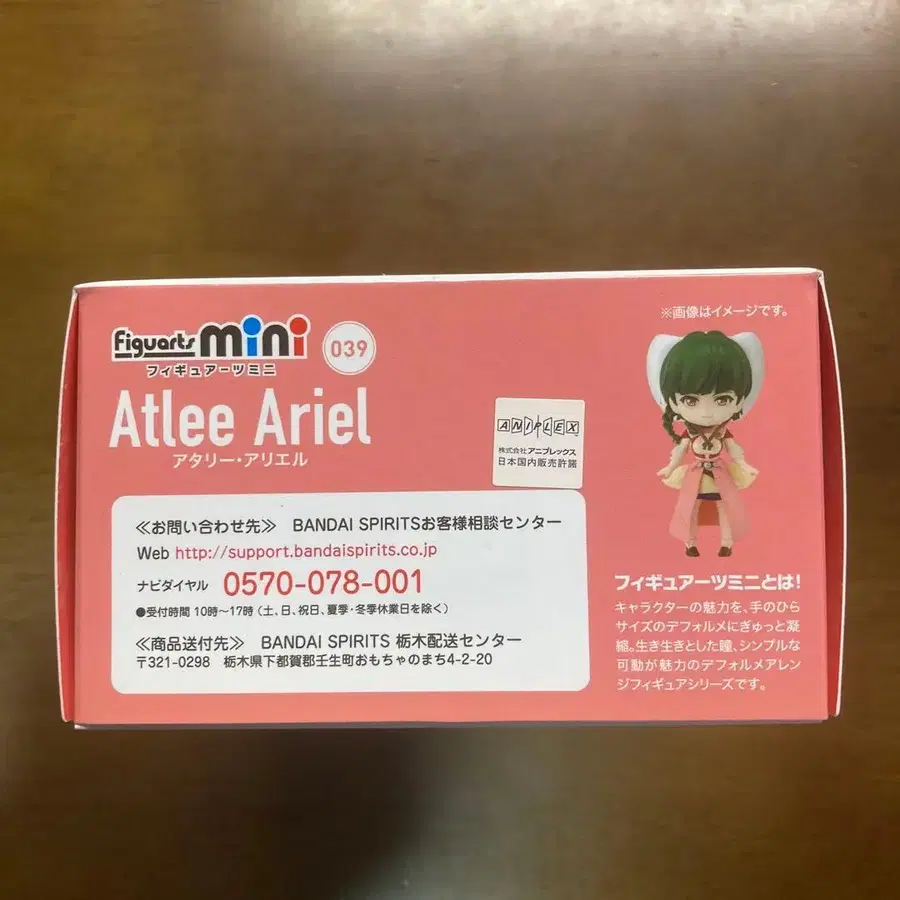 Figuarts mini
フィギュアーツミニ
039
Atlee Ariel
アタリー・アリエル
※画像はイメージです。
ANIPLEX
株式会社 アニプレックス
日本国内販売許諾
≪お問い合わせ先≫ BANDAI SPIRITSお客様相談センター
Web http://support.bandaispirits.co.jp
ナビダイヤル 0570-078-001
●受付時間 10時〜17時 (土、日、祝日、夏季・冬季休業日を除く)
≪商品送付先≫ BANDAI SPIRITS 栃木配送センター
〒321-0298 栃木県下都賀郡壬生町おもちゃのまち4-2-20
フィギュアーツミニとは!
キャラクターの魅力を、手のひら
サイズのデフォルメにぎゅっと凝
縮。生き生きとした瞳、シンプルな
可動が魅力のデフォルメアレン
ジフィギュアシリーズです。